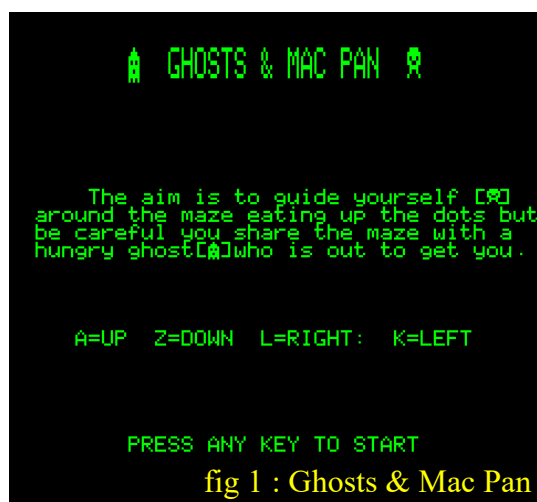 GHOSTS & MAC PAN
The aim is to guide yourself []
around the maze eating up the dots but
be careful you share the maze with a
hungry ghost[]who is out to get you.
A=UP Z=DOWN L=RIGHT: K=LEFT
PRESS ANY KEY TO START
fig 1 : Ghosts & Mac Pan